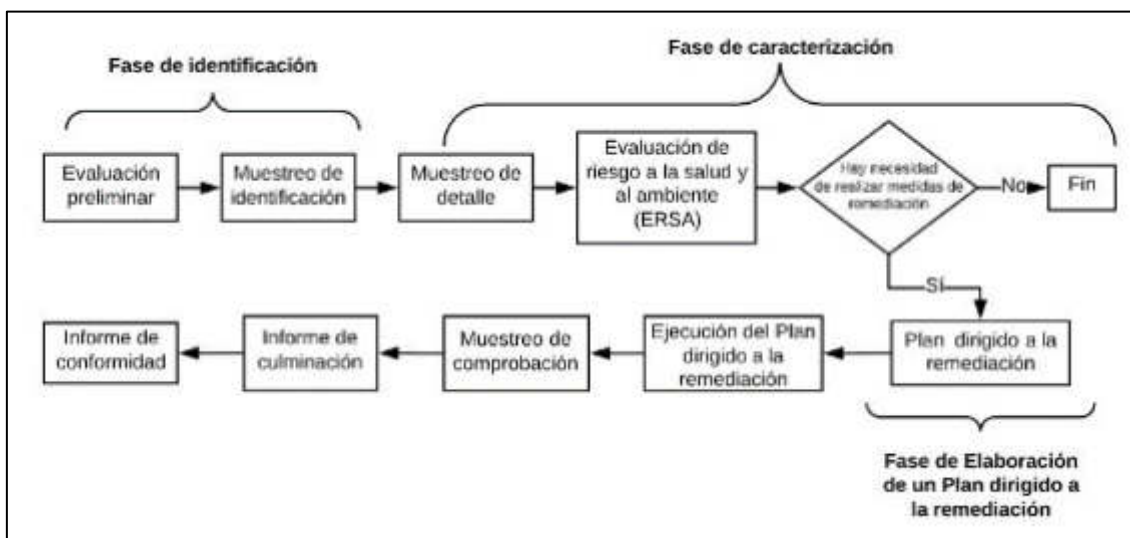 Fase de identificación
Fase de caracterización
Evaluación
preliminar
Muestreo de
identificación
Muestreo de
detalle
Evaluación de
riesgo a la salud y
al ambiente
(ERSA)
Hay necesidad
de realizar medidas de
remediación
No
Fin
Sí
Informe de
conformidad
Informe de
culminación
Muestreo de
comprobación
Ejecución del Plan
dirigido a la
remediación
Plan dirigido a la
remediación
Fase de Elaboración
de un Plan dirigido a
la remediación